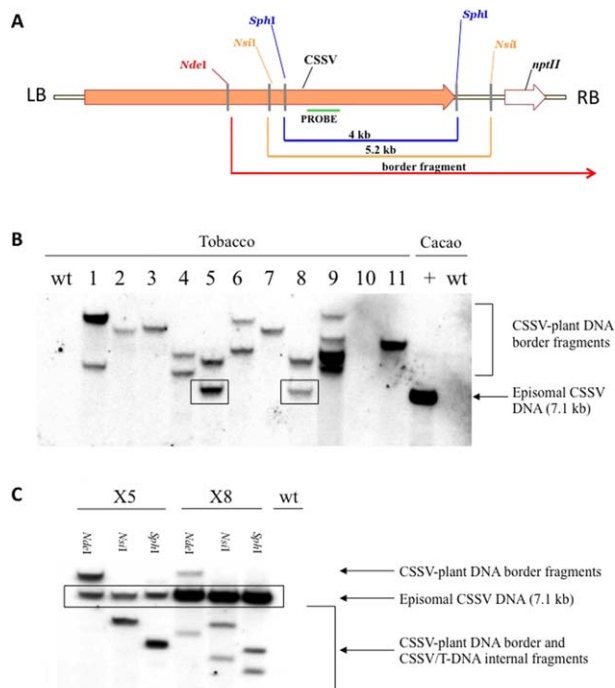 A
SphI SphI
NsiI CSSV NsiI nptII
NdeI
LB RB
PROBE
4 kb
5.2 kb
border fragment
B
Tobacco Cacao
wt 1 2 3 4 5 6 7 8 9 10 11 + wt
CSSV-plant DNA
border fragments
Episomal CSSV
DNA (7.1 kb)
C
X5 X8 wt
NdeI NsiI SphI NdeI NsiI SphI
CSSV-plant DNA border fragments
Episomal CSSV DNA (7.1 kb)
CSSV-plant DNA border and
CSSV/T-DNA internal fragments